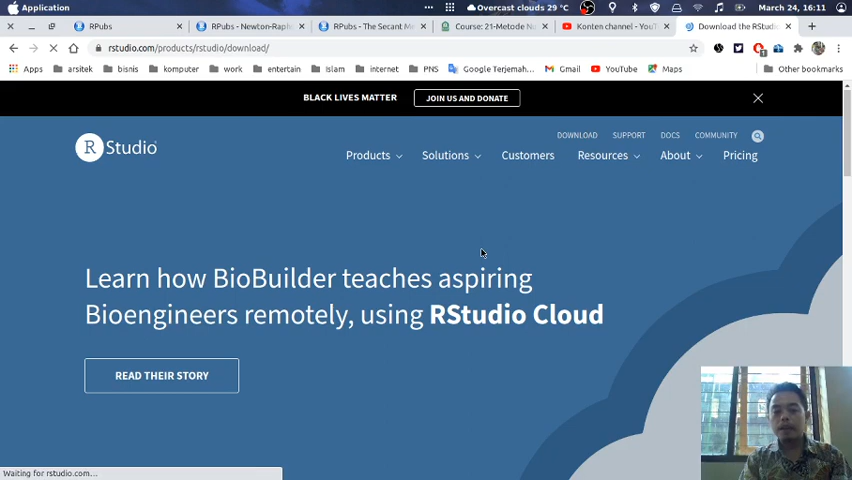 Application
Overcast clouds 29 °C
March 24, 16:11
RPubs
RPubs - Newton-Raph
RPubs - The Secant Me
Course: 21-Metode Nu
Konten channel - YouT
Download the RStudi
rstudio.com/products/rstudio/download/
Apps
arsitek
bisnis
komputer
work
entertain
Islam
internet
PNS
Google Terjemah...
Gmail
YouTube
Maps
Other bookmarks
BLACK LIVES MATTER
JOIN US AND DONATE
DOWNLOAD
SUPPORT
DOCS
COMMUNITY
R Studio
Products
Solutions
Customers
Resources
About
Pricing
Learn how BioBuilder teaches aspiring
Bioengineers remotely, using RStudio Cloud
READ THEIR STORY
Waiting for rstudio.com...